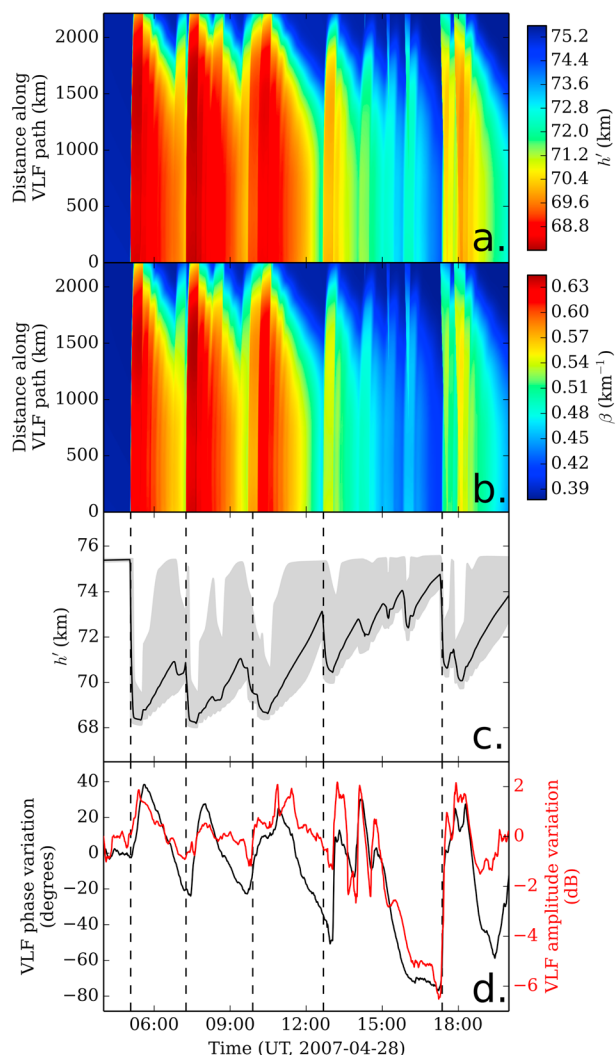 2000
1500
1000
500
0
Distance along
VLF path (km)
a.
75.2
74.4
73.6
72.8
72.0
71.2
70.4
69.6
68.8
h′ (km)
2000
1500
1000
500
0
Distance along
VLF path (km)
b.
0.63
0.60
0.57
0.54
0.51
0.48
0.45
0.42
0.39
β (km⁻¹)
76
74
72
70
68
h′ (km)
c.
40
20
0
−20
−40
−60
−80
VLF phase variation
(degrees)
2
0
−2
−4
−6
VLF amplitude variation
(dB)
d.
06:00 09:00 12:00 15:00 18:00
Time (UT, 2007-04-28)